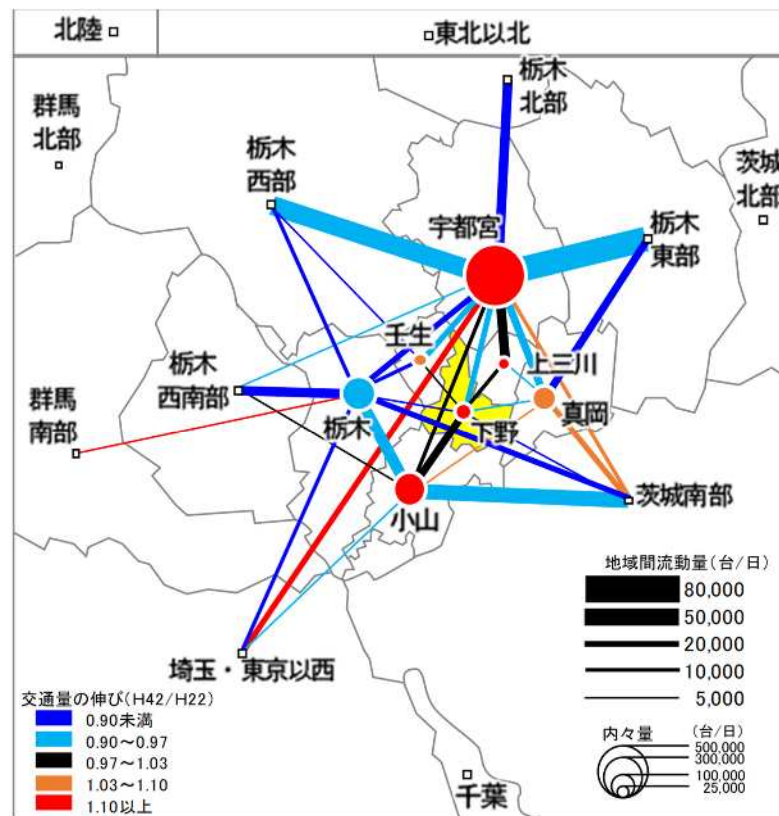 北陸
東北以北
栃木
北部
群馬
北部
栃木
西部
茨城
北部
宇都宮
栃木
東部
壬生
上三川
栃木
西南部
真岡
群馬
南部
栃木
下野
茨城南部
小山
地域間流動量(台/日)
80,000
50,000
20,000
10,000
5,000
埼玉・東京以西
交通量の伸び(H42/H22)
0.90未満
0.90～0.97
0.97～1.03
1.03～1.10
1.10以上
内々量 (台/日)
500,000
300,000
100,000
25,000
千葉